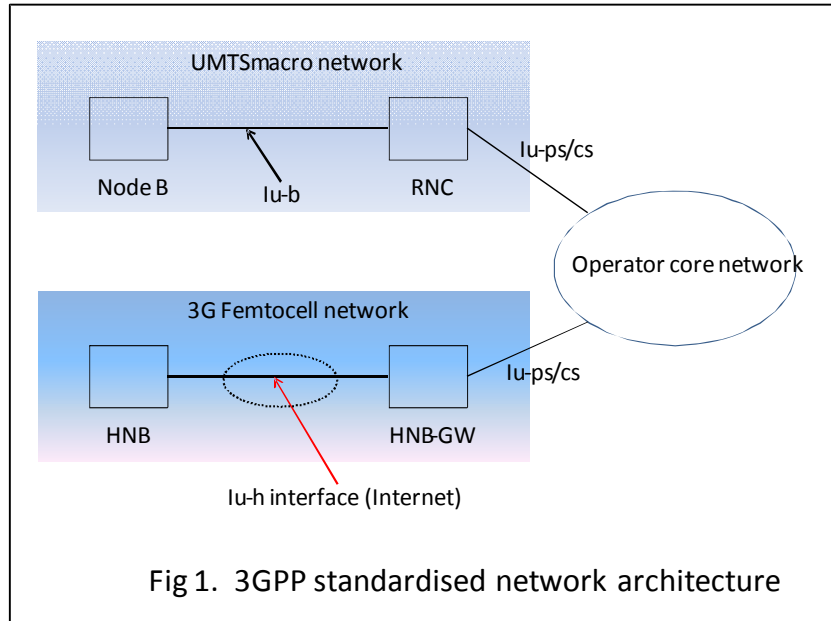 UMTSmacro network
Node B
Iu-b
RNC
Iu-ps/cs
Operator core network
3G Femtocell network
HNB
HNB-GW
Iu-ps/cs
Iu-h interface (Internet)
Fig 1. 3GPP standardised network architecture